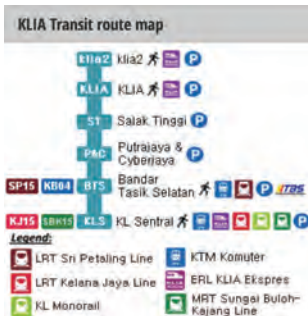 KLIA Transit route map
klia2 klia2 P
KLIA KLIA P
ST Salak Tinggi P
P&C Putrajaya &
Cyberjaya P
SP15 KB04 BTS Bandar
Tasik Selatan P TBS
KJ15 SBK15 KLS KL Sentral P
Legend:
LRT Sri Petaling Line
KTM Komuter
LRT Kelana Jaya Line
ERL KLIA Ekspres
KL Monorail
MRT Sungai Buloh-
Kajang Line